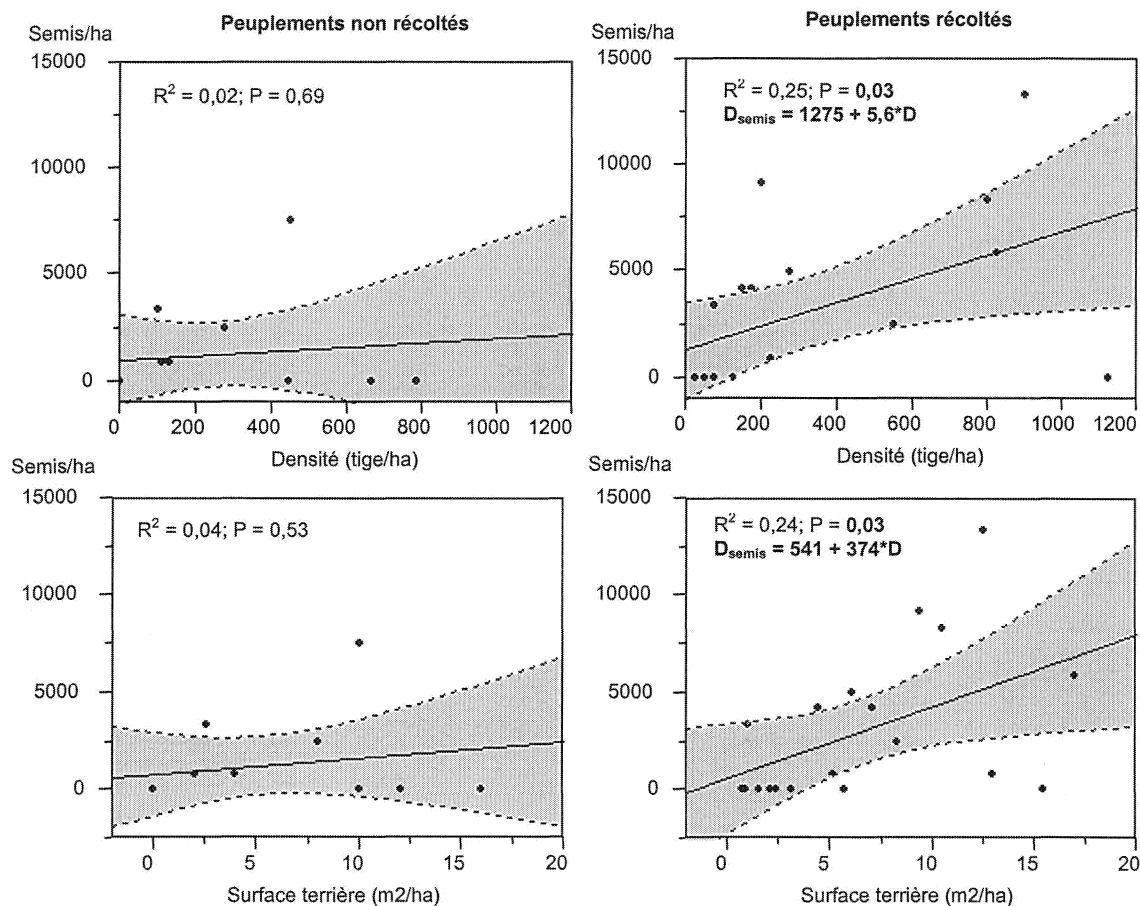 Peuplements non récoltés
Peuplements récoltés
Semis/ha
15000
10000
5000
0
R² = 0,02; P = 0,69
0 200 400 600 800 1000 1200
Densité (tige/ha)
Semis/ha
15000
10000
5000
0
R² = 0,25; P = 0,03
D_semis = 1275 + 5,6*D
0 200 400 600 800 1000 1200
Densité (tige/ha)
Semis/ha
15000
10000
5000
0
R² = 0,04; P = 0,53
0 5 10 15 20
Surface terrière (m2/ha)
Semis/ha
15000
10000
5000
0
R² = 0,24; P = 0,03
D_semis = 541 + 374*D
0 5 10 15 20
Surface terrière (m2/ha)